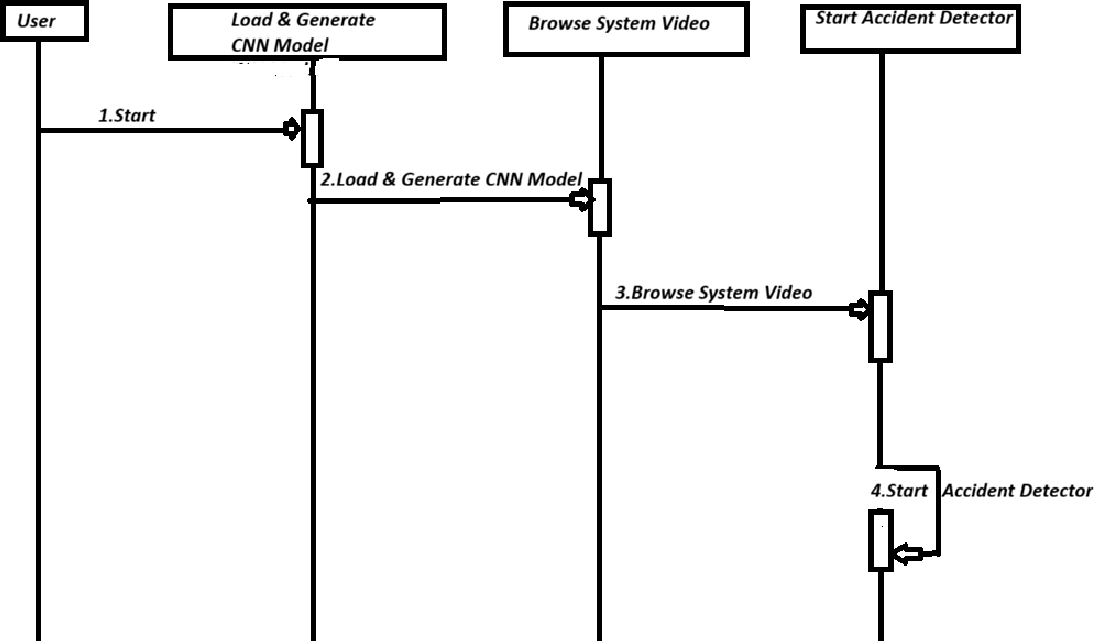 User
Load & Generate
CNN Model
Browse System Video
Start Accident Detector
1.Start
2.Load & Generate CNN Model
3.Browse System Video
4.Start Accident Detector